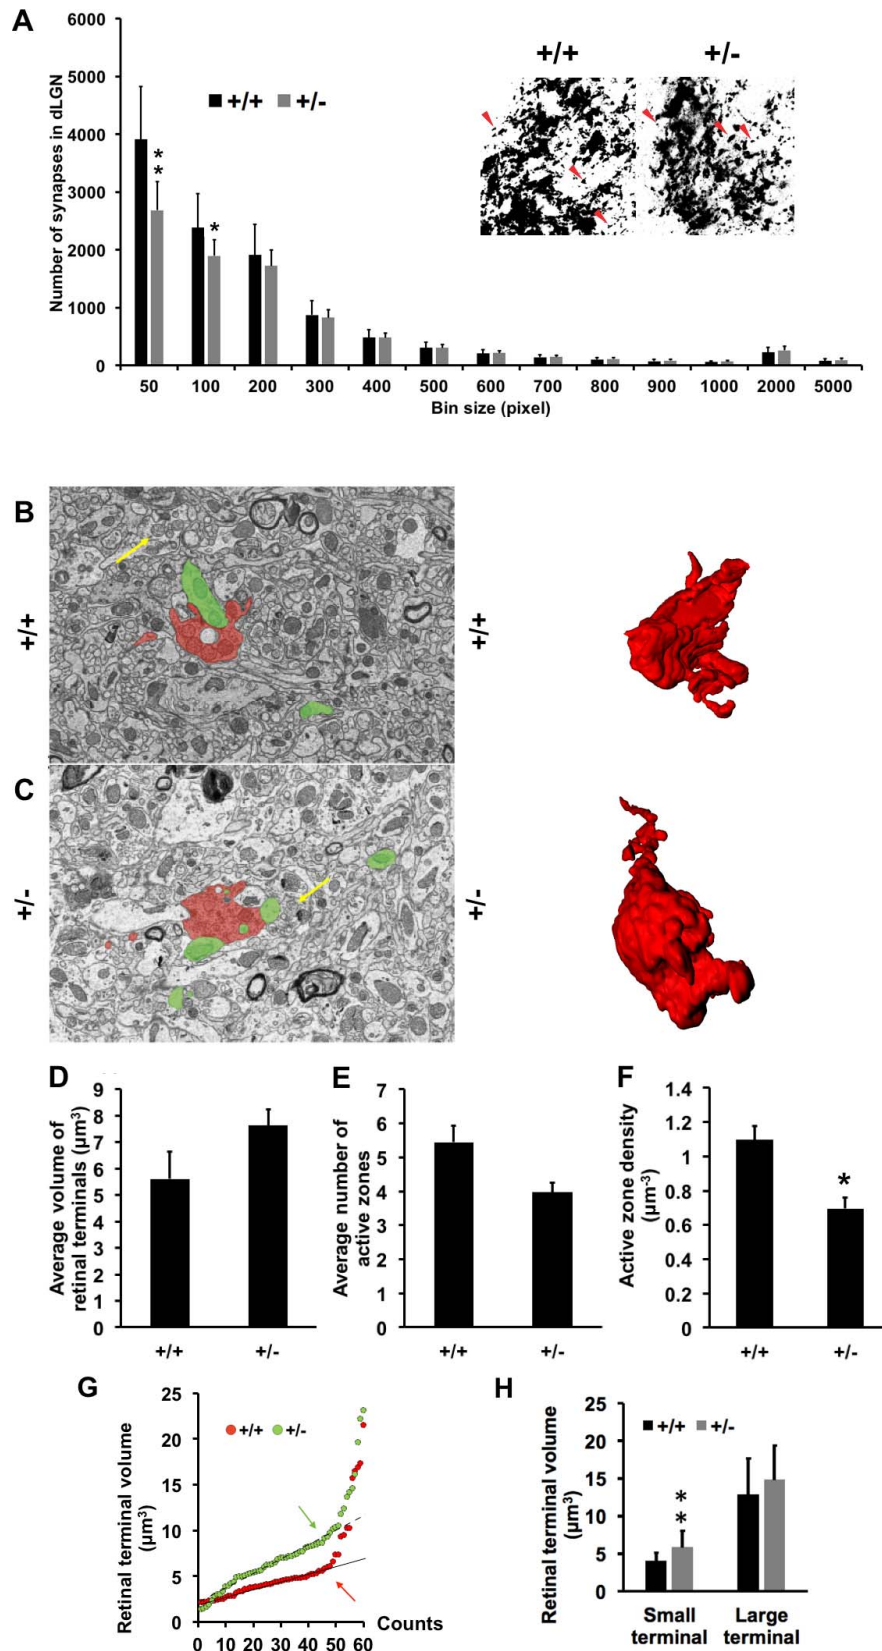 A
6000
5000
4000
3000
2000
1000
0
Number of synapses in dLGN
+/+ +/-
* *
*
+/+ +/-
50 100 200 300 400 500 600 700 800 900 1000 2000 5000
Bin size (pixel)
B
+/+
+/+
C
+/-
+/-
D
Average volume of
retinal terminals (µm³)
9
8
7
6
5
4
3
2
1
0
+/+ +/-
E
Average number of
active zones
7
6
5
4
3
2
1
0
+/+ +/-
F
Active zone density
(µm⁻³)
1.4
1.2
1
0.8
0.6
0.4
0.2
0
*
+/+ +/-
G
Retinal terminal volume
(µm³)
25
20
15
10
5
0
+/+ +/-
0 10 20 30 40 50 60
Counts
H
Retinal terminal volume
(µm³)
25
20
15
10
5
0
+/+ +/-
* *
Small
terminal
Large
terminal